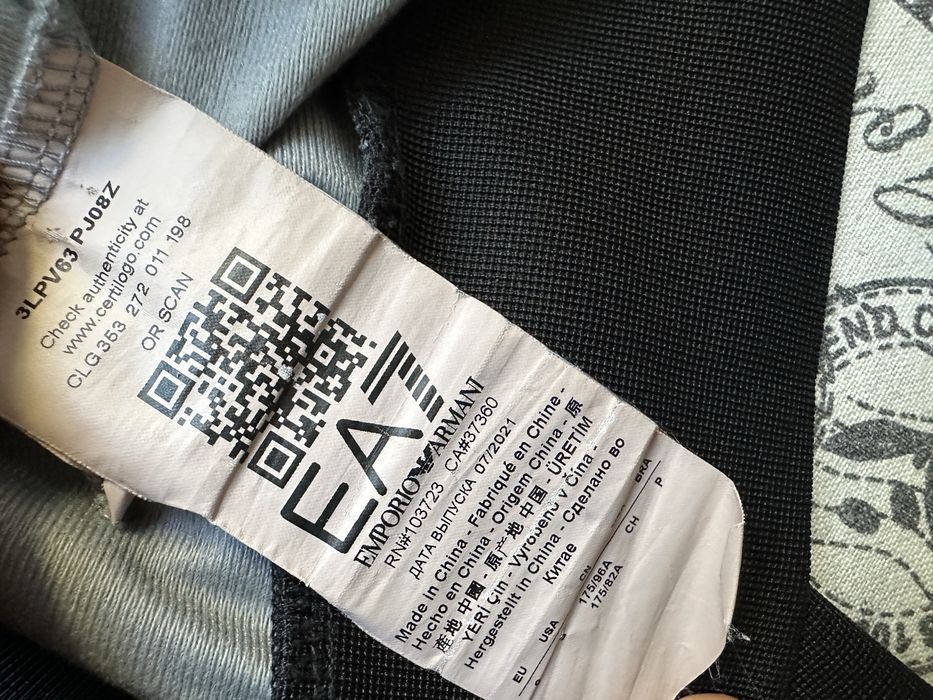 3LPV63 PJ08Z
Check authenticity at
www.certilogo.com
CLG 353 272 011 198
OR SCAN
EA7
EMPORIO ARMANI
RN#103723 CA#37360
ДАТА ВЫПУСКА 07/2021
Made in China - Fabriqué en Chine -
Hecho en China - Origem China - 原
産地 中國 - 原产地 中国 - ÜRETİM
YERİ Çin - Vyrobeno v Čína -
Hergestellt in China - Сделано во
Китае
EU USA CN CH BRA
175/96A P
175/82A